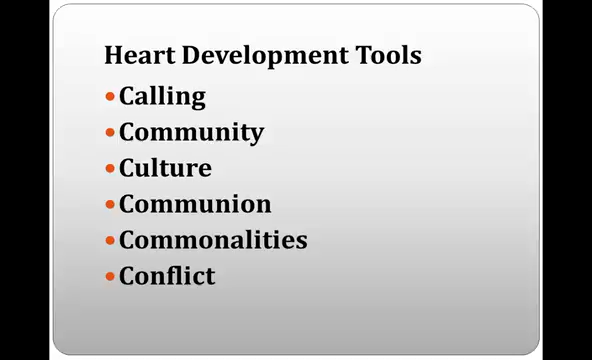 Heart Development Tools
•Calling
•Community
•Culture
•Communion
•Commonalities
•Conflict